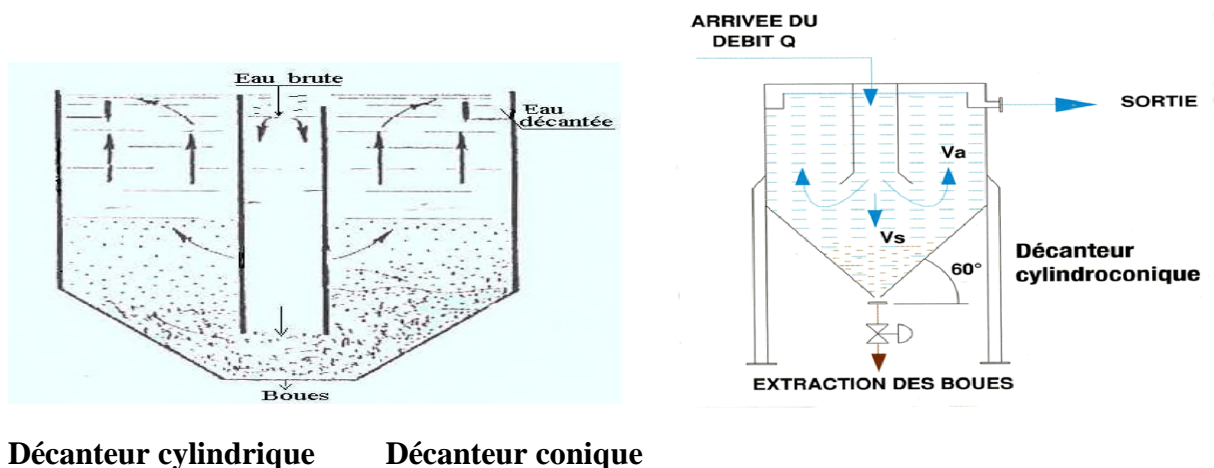 Eau brute
Eau
décantée
Boues
ARRIVEE DU
DEBIT Q
SORTIE
Va
Vs
Décanteur
cylindroconique
60°
EXTRACTION DES BOUES
Décanteur cylindrique Décanteur conique